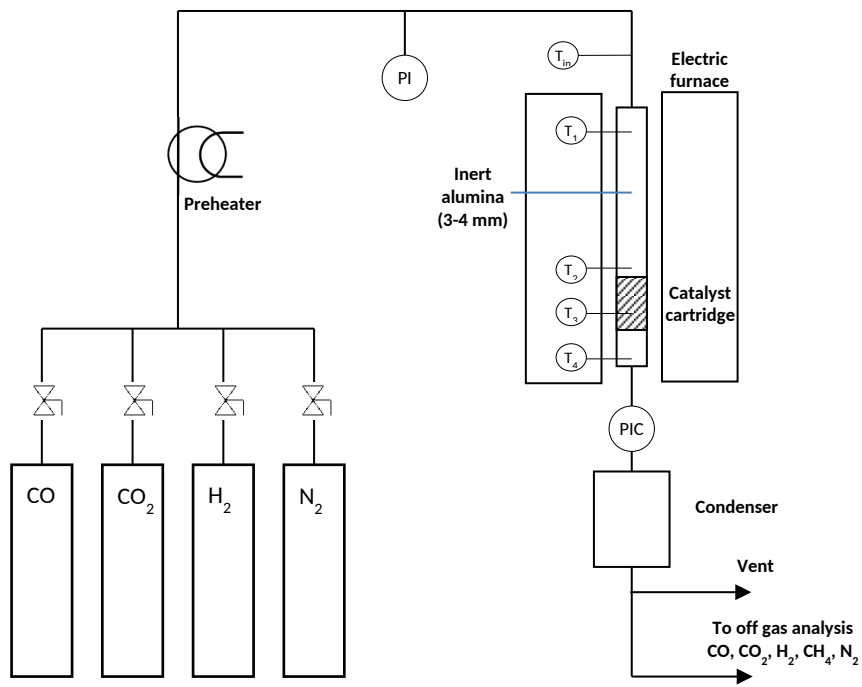 T_in
PI
Electric
furnace
T_1
Inert
alumina
(3-4 mm)
Preheater
T_2
Catalyst
cartridge
T_3
T_4
PIC
CO
CO_2
H_2
N_2
Condenser
Vent
To off gas analysis
CO, CO_2, H_2, CH_4, N_2